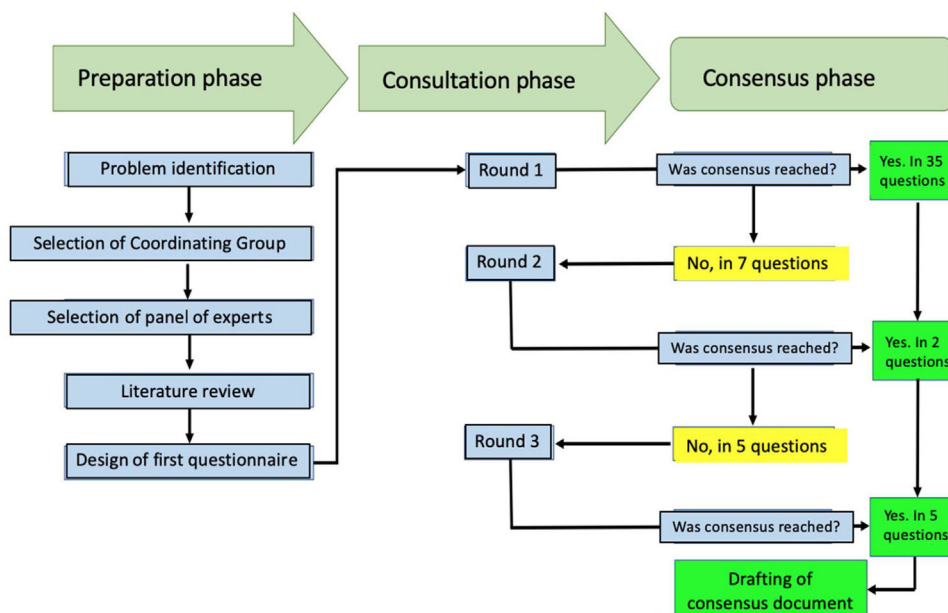 Preparation phase
Consultation phase
Consensus phase
Problem identification
Selection of Coordinating Group
Selection of panel of experts
Literature review
Design of first questionnaire
Round 1
Was consensus reached?
Yes. In 35
questions
No, in 7 questions
Round 2
Was consensus reached?
Yes. In 2
questions
No, in 5 questions
Round 3
Was consensus reached?
Yes. In 5
questions
Drafting of
consensus document